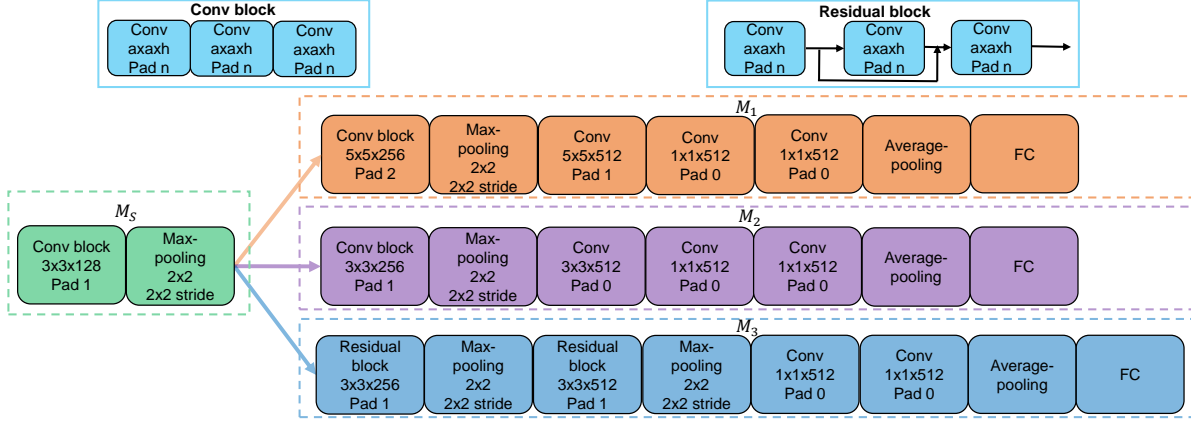 Conv block
Conv
axaxh
Pad n
Conv
axaxh
Pad n
Conv
axaxh
Pad n
Residual block
Conv
axaxh
Pad n
Conv
axaxh
Pad n
Conv
axaxh
Pad n
M_S
Conv block
3x3x128
Pad 1
Max-
pooling
2x2
2x2 stride
M_1
Conv block
5x5x256
Pad 2
Max-
pooling
2x2
2x2 stride
Conv
5x5x512
Pad 1
Conv
1x1x512
Pad 0
Conv
1x1x512
Pad 0
Average-
pooling
FC
M_2
Conv block
3x3x256
Pad 1
Max-
pooling
2x2
2x2 stride
Conv
3x3x512
Pad 0
Conv
1x1x512
Pad 0
Conv
1x1x512
Pad 0
Average-
pooling
FC
M_3
Residual
block
3x3x256
Pad 1
Max-
pooling
2x2
2x2 stride
Residual
block
3x3x512
Pad 1
Max-
pooling
2x2
2x2 stride
Conv
1x1x512
Pad 0
Conv
1x1x512
Pad 0
Average-
pooling
FC